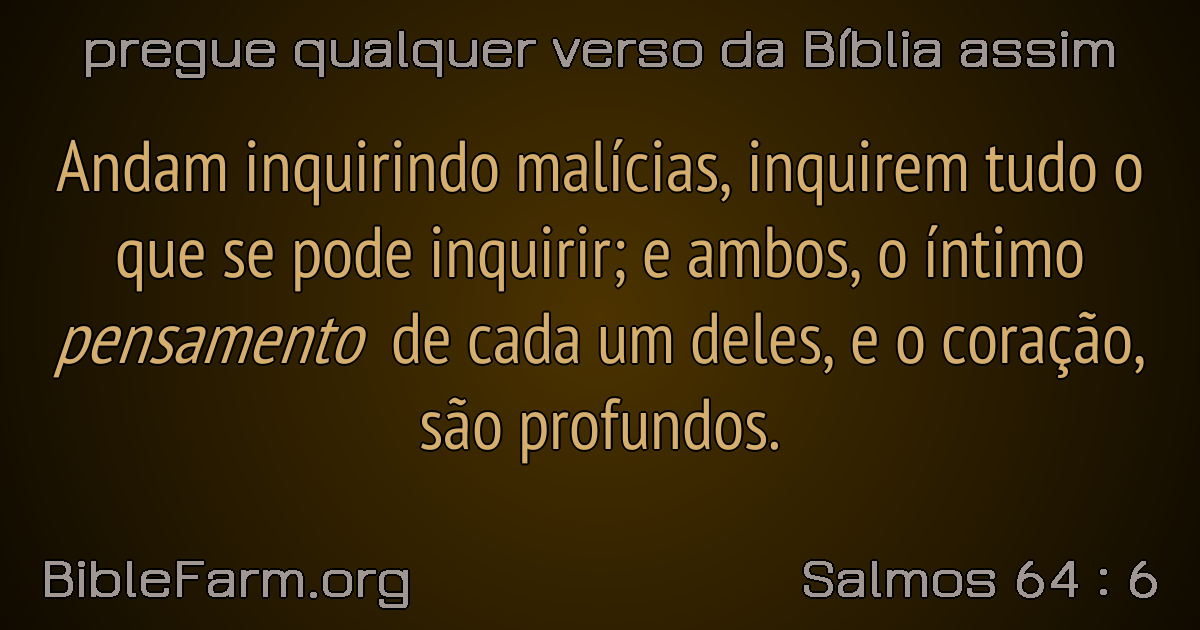 pregue qualquer verso da Bíblia assim
Andam inquirindo malícias, inquirem tudo o
que se pode inquirir; e ambos, o íntimo
pensamento de cada um deles, e o coração,
são profundos.
BibleFarm.org
Salmos 64 : 6